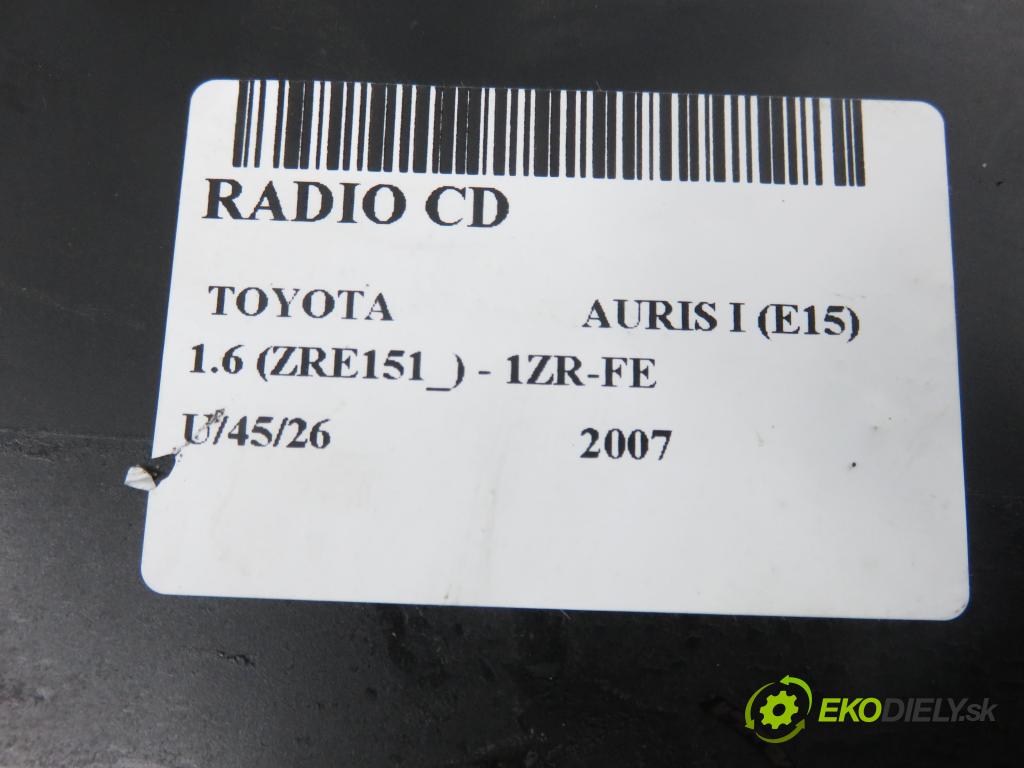 RADIO CD
TOYOTA AURIS I (E15)
1.6 (ZRE151_) - 1ZR-FE
U/45/26 2007
EKODIELY.sk